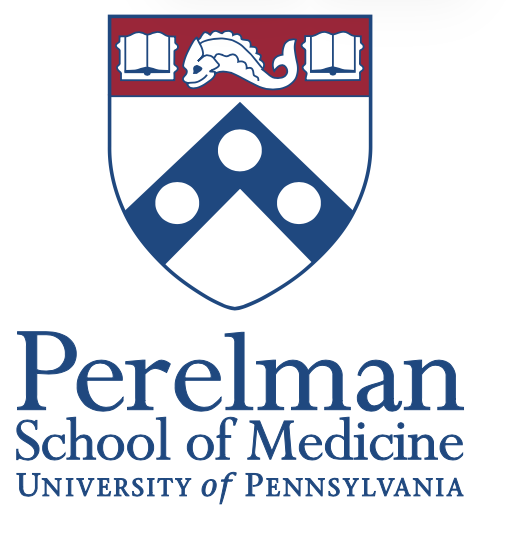 Perelman
School of Medicine
UNIVERSITY of PENNSYLVANIA